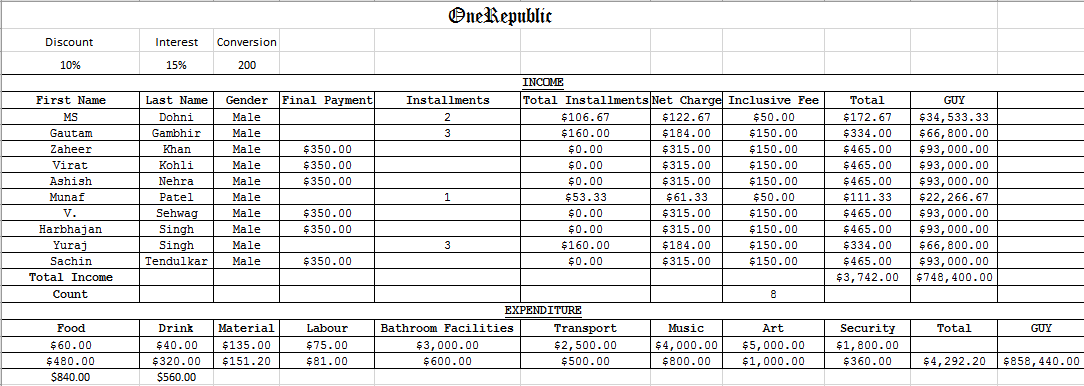 OneRepublic
Discount Interest Conversion
10% 15% 200
INCOME
First Name Last Name Gender Final Payment Installments Total Installments Net Charge Inclusive Fee Total GUY
MS Dohni Male 2 $106.67 $122.67 $50.00 $172.67 $34,533.33
Gautam Gambhir Male 3 $160.00 $184.00 $150.00 $334.00 $66,800.00
Zaheer Khan Male $350.00 $0.00 $315.00 $150.00 $465.00 $93,000.00
Virat Kohli Male $350.00 $0.00 $315.00 $150.00 $465.00 $93,000.00
Ashish Nehra Male $350.00 $0.00 $315.00 $150.00 $465.00 $93,000.00
Munaf Patel Male 1 $53.33 $61.33 $50.00 $111.33 $22,266.67
V. Sehwag Male $350.00 $0.00 $315.00 $150.00 $465.00 $93,000.00
Harbhajan Singh Male $350.00 $0.00 $315.00 $150.00 $465.00 $93,000.00
Yuraj Singh Male 3 $160.00 $184.00 $150.00 $334.00 $66,800.00
Sachin Tendulkar Male $350.00 $0.00 $315.00 $150.00 $465.00 $93,000.00
Total Income $3,742.00 $748,400.00
Count 8
EXPENDITURE
Food Drink Material Labour Bathroom Facilities Transport Music Art Security Total GUY
$60.00 $40.00 $135.00 $75.00 $3,000.00 $2,500.00 $4,000.00 $5,000.00 $1,800.00
$480.00 $320.00 $151.20 $81.00 $600.00 $500.00 $800.00 $1,000.00 $360.00 $4,292.20 $858,440.00
$840.00 $560.00